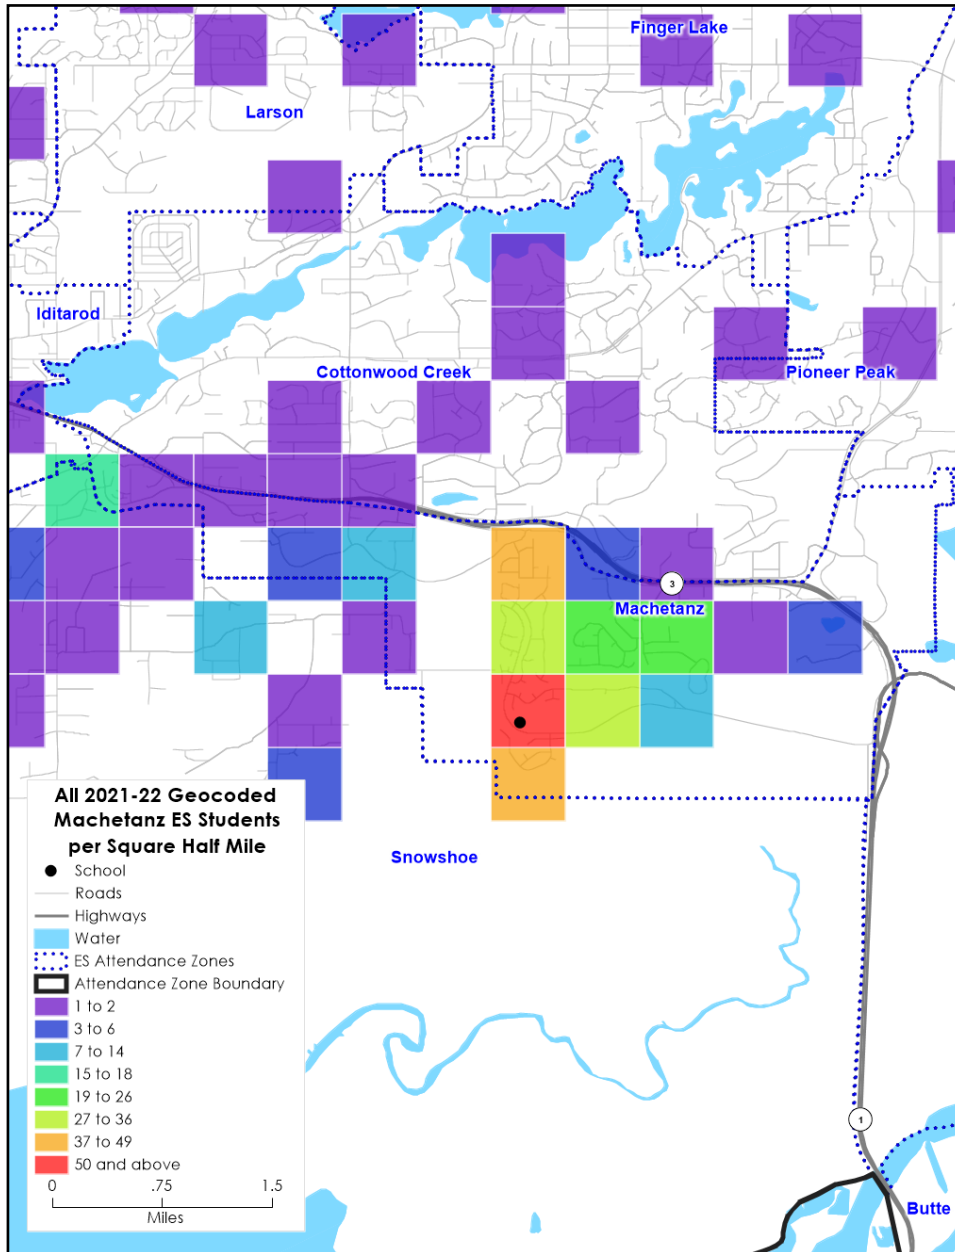 Finger Lake
Larson
Iditarod
Cottonwood Creek
Pioneer Peak
3
Machetanz
All 2021-22 Geocoded
Machetanz ES Students
per Square Half Mile
School
Roads
Highways
Water
ES Attendance Zones
Attendance Zone Boundary
1 to 2
3 to 6
7 to 14
15 to 18
19 to 26
27 to 36
37 to 49
50 and above
0 .75 1.5
Miles
Snowshoe
1
Butte